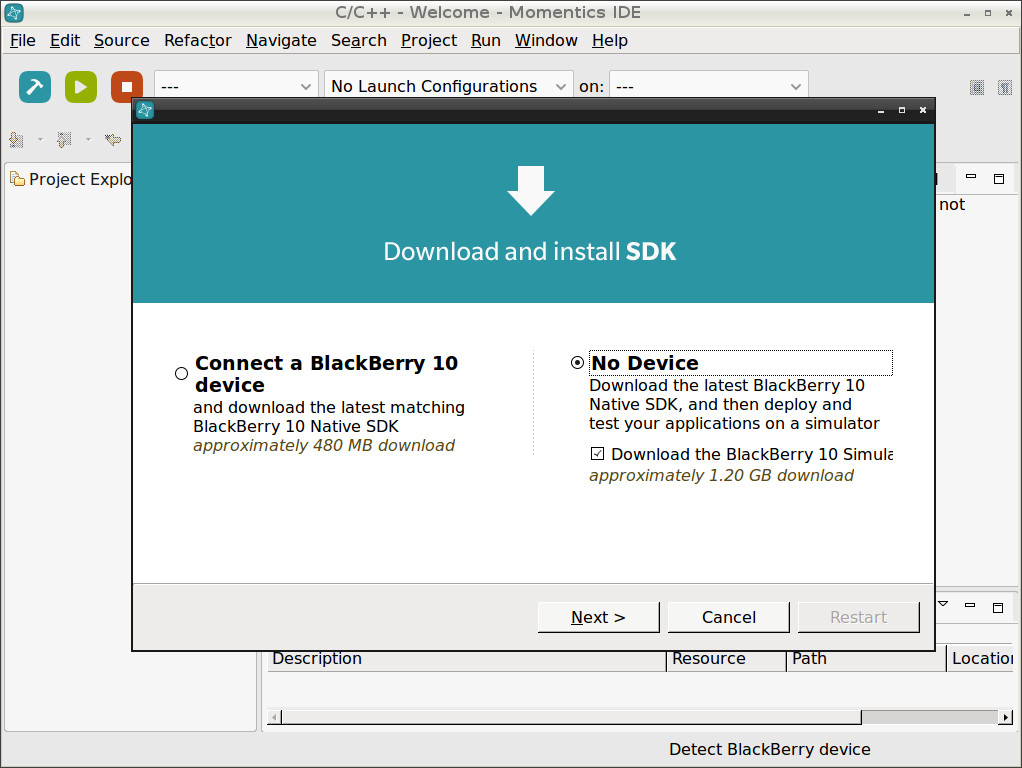 C/C++ - Welcome - Momentics IDE
File Edit Source Refactor Navigate Search Project Run Window Help
--- No Launch Configurations on: ---
Project Explo
not
Download and install SDK
Connect a BlackBerry 10
device
and download the latest matching
BlackBerry 10 Native SDK
approximately 480 MB download
No Device
Download the latest BlackBerry 10
Native SDK, and then deploy and
test your applications on a simulator
Download the BlackBerry 10 Simula
approximately 1.20 GB download
Next > Cancel Restart
Description Resource Path Location
Detect BlackBerry device